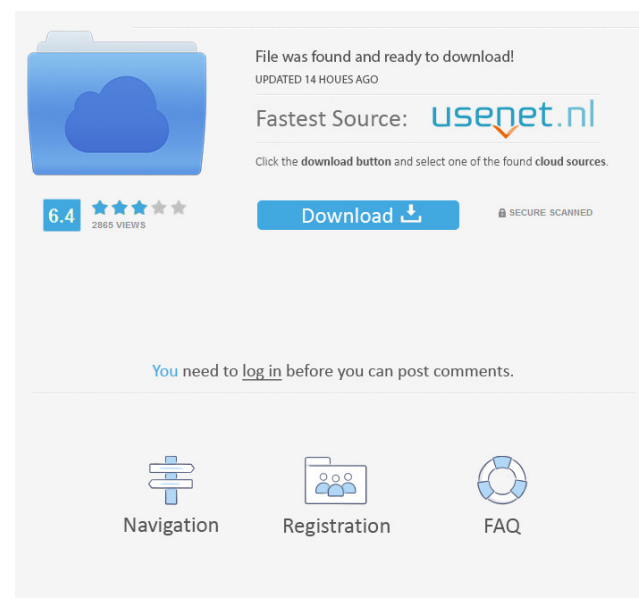 File was found and ready to download!
UPDATED 14 HOUES AGO
Fastest Source: usenet.nl
Click the download button and select one of the found cloud sources.
6.4
2865 VIEWS
Download
SECURE SCANNED
You need to log in before you can post comments.
Navigation
Registration
FAQ